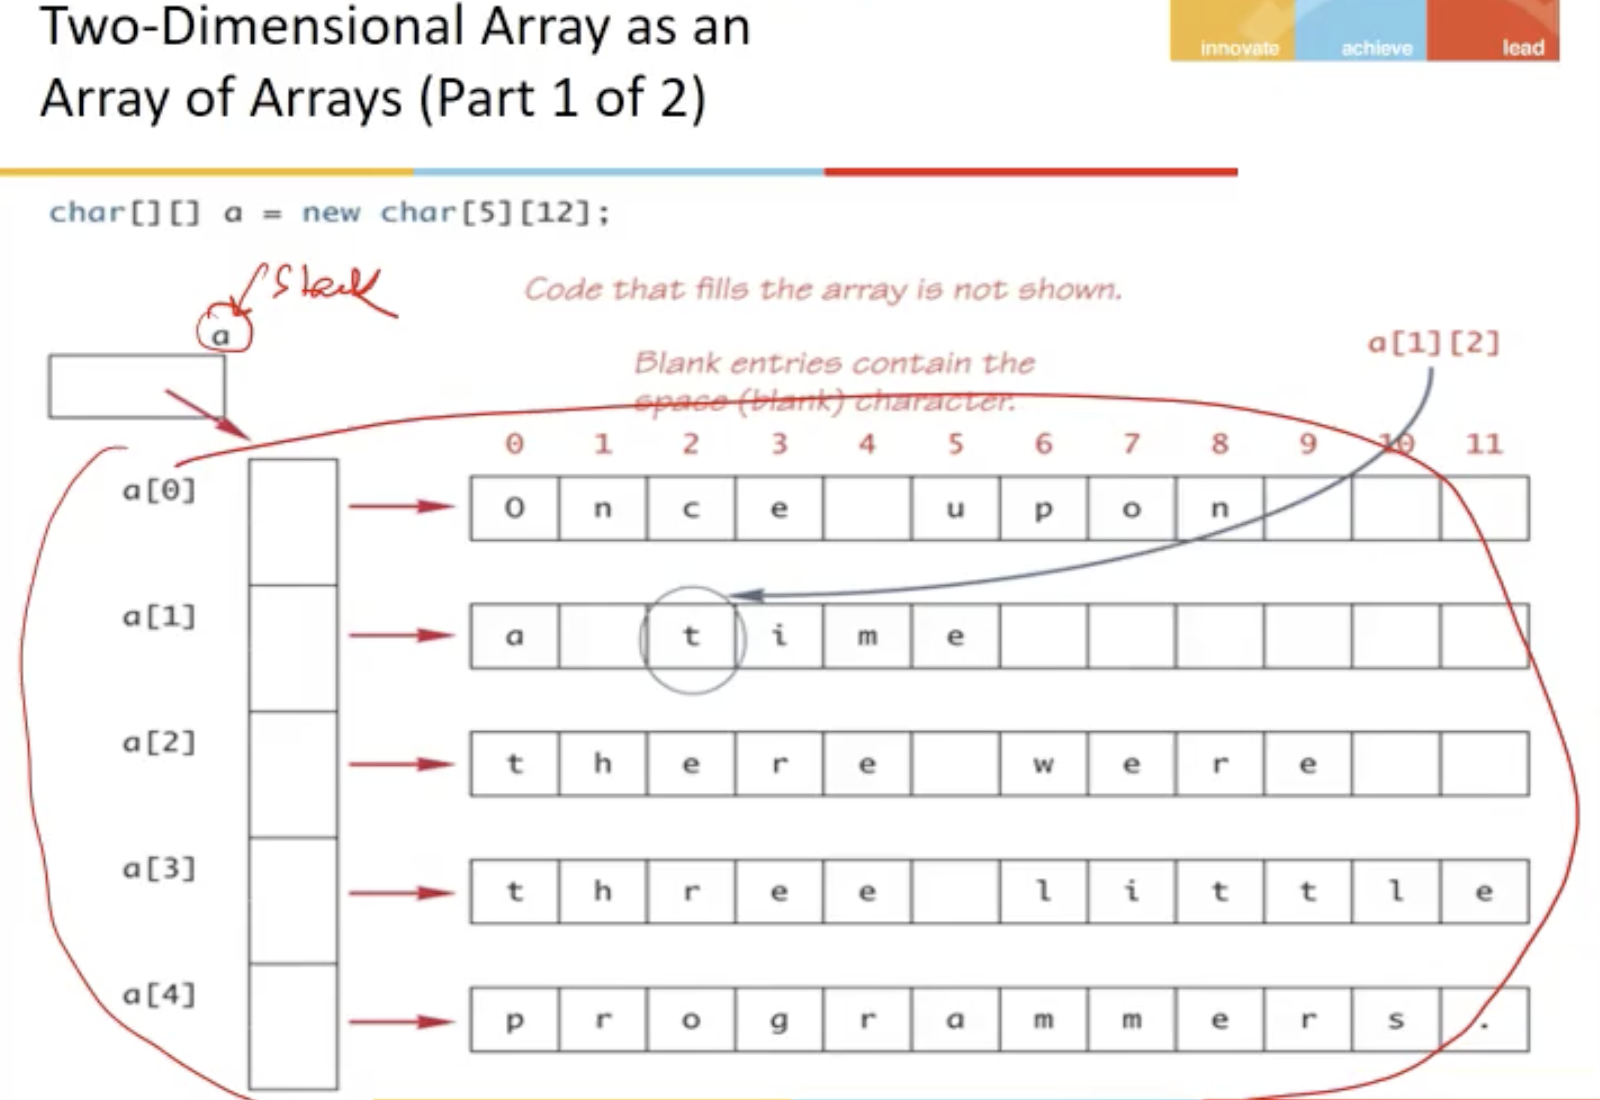 Two-Dimensional Array as an
Array of Arrays (Part 1 of 2)
innovate achieve lead
char[][] a = new char[5][12];
Stack
Code that fills the array is not shown.
a
a[1][2]
Blank entries contain the
space (blank) character.
0 1 2 3 4 5 6 7 8 9 10 11
a[0] O n c e u p o n
a[1] a t i m e
a[2] t h e r e w e r e
a[3] t h r e e l i t t l e
a[4] p r o g r a m m e r s .